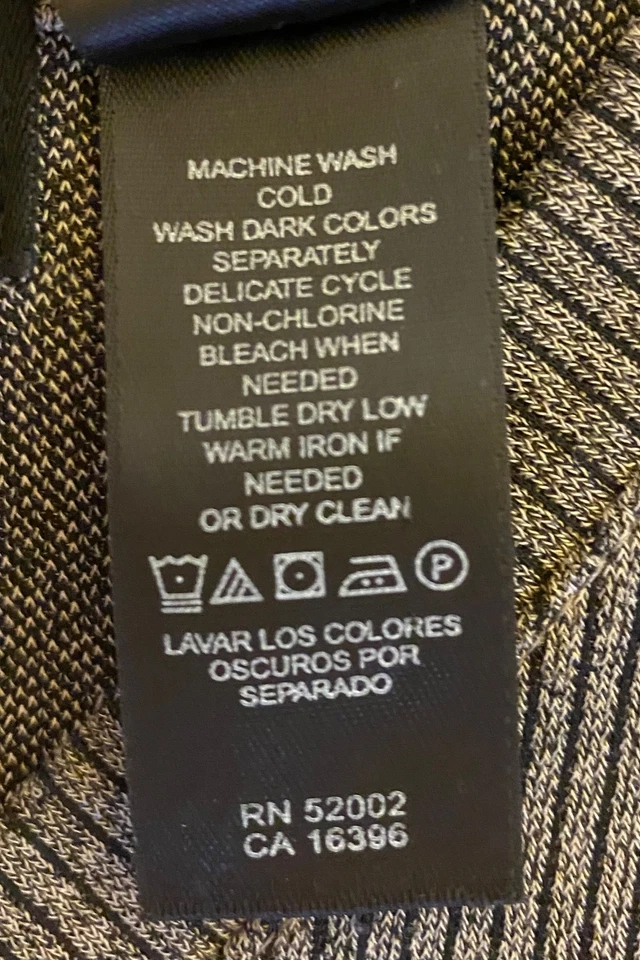 MACHINE WASH
COLD
WASH DARK COLORS
SEPARATELY
DELICATE CYCLE
NON-CHLORINE
BLEACH WHEN
NEEDED
TUMBLE DRY LOW
WARM IRON IF
NEEDED
OR DRY CLEAN
P
LAVAR LOS COLORES
OSCUROS POR
SEPARADO
RN 52002
CA 16396